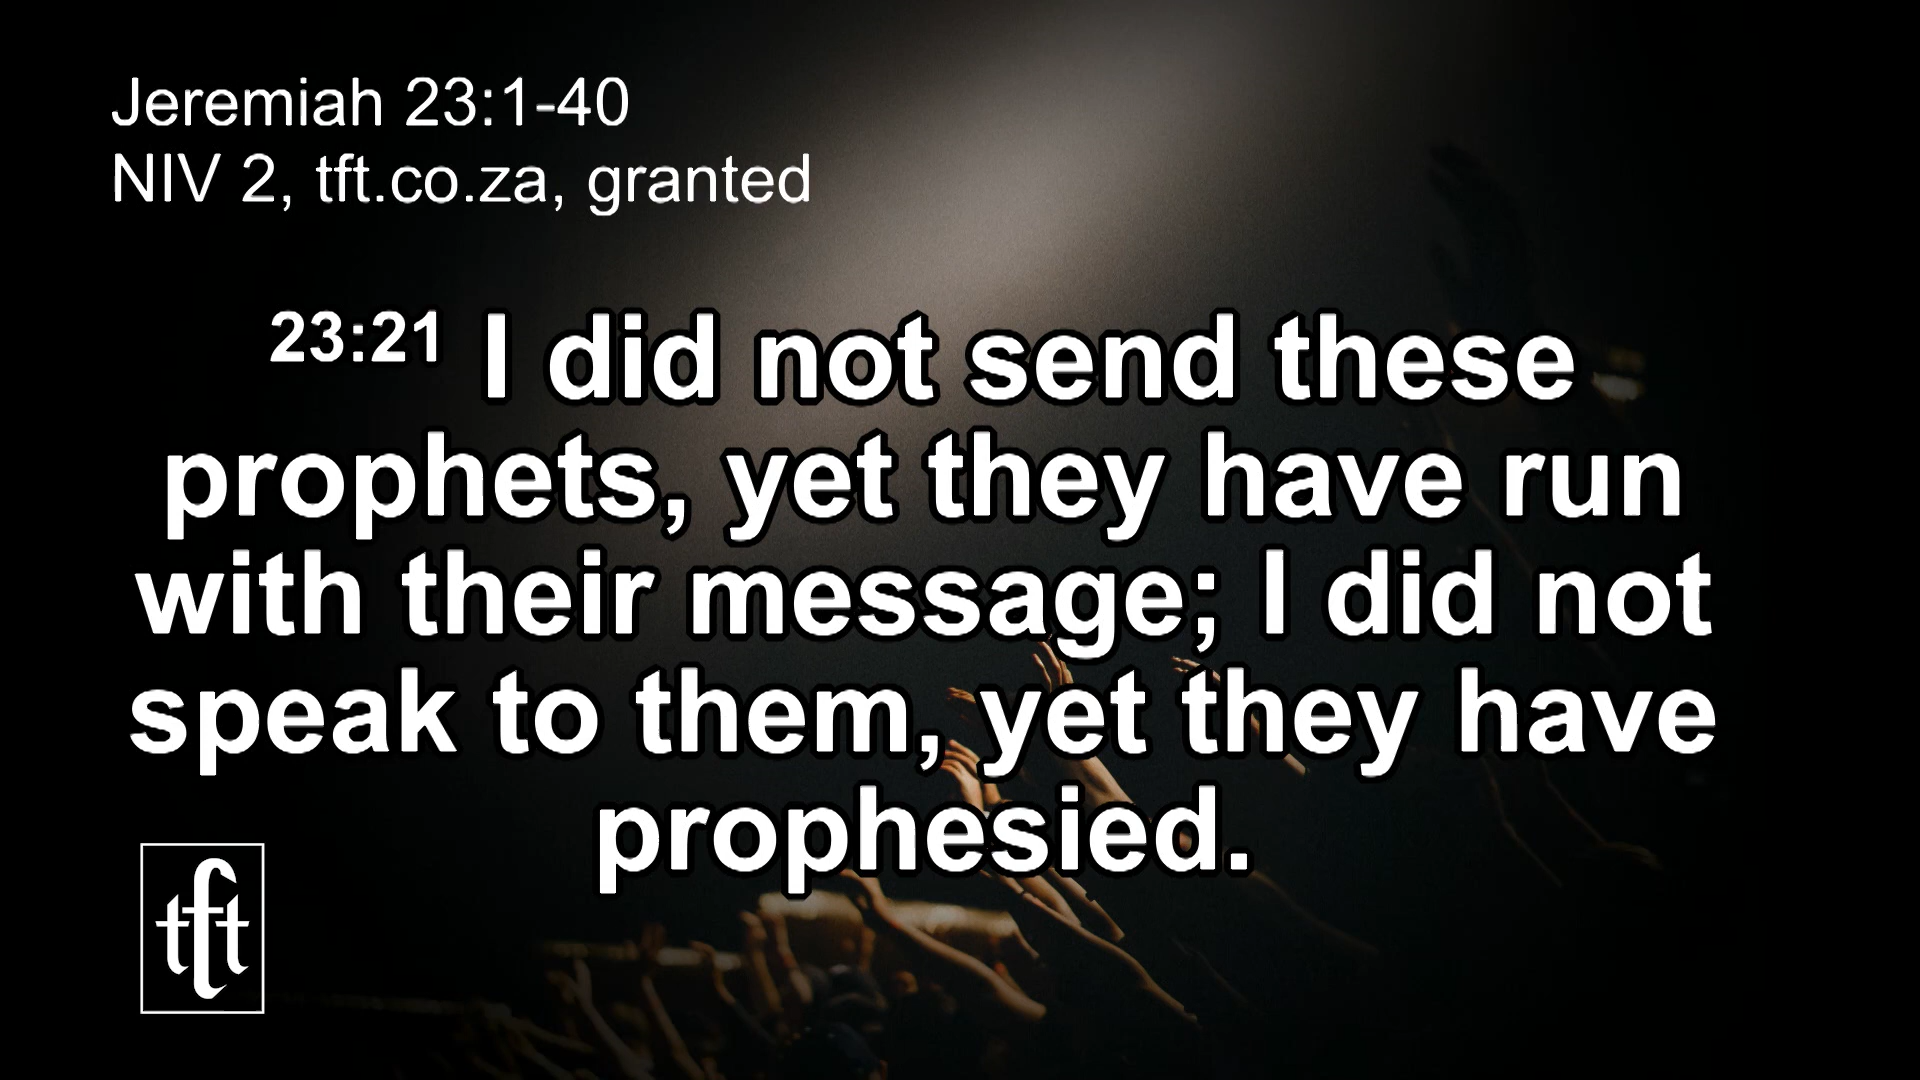 Jeremiah 23:1-40
NIV 2, tft.co.za, granted
23:21 I did not send these
prophets, yet they have run
with their message; I did not
speak to them, yet they have
prophesied.
tft